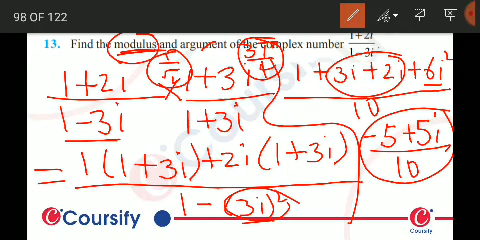 98 OF 122
13. Find the modulus and argument of the complex number (1+2i)/(1−3i)
(1+2i)/(1−3i) × (1+3i)/(1+3i)
(1+3i+2i+6i²)/10
= (1(1+3i)+2i(1+3i))/(1−(3i)²)
(−5+5i)/10
Coursify
Coursify